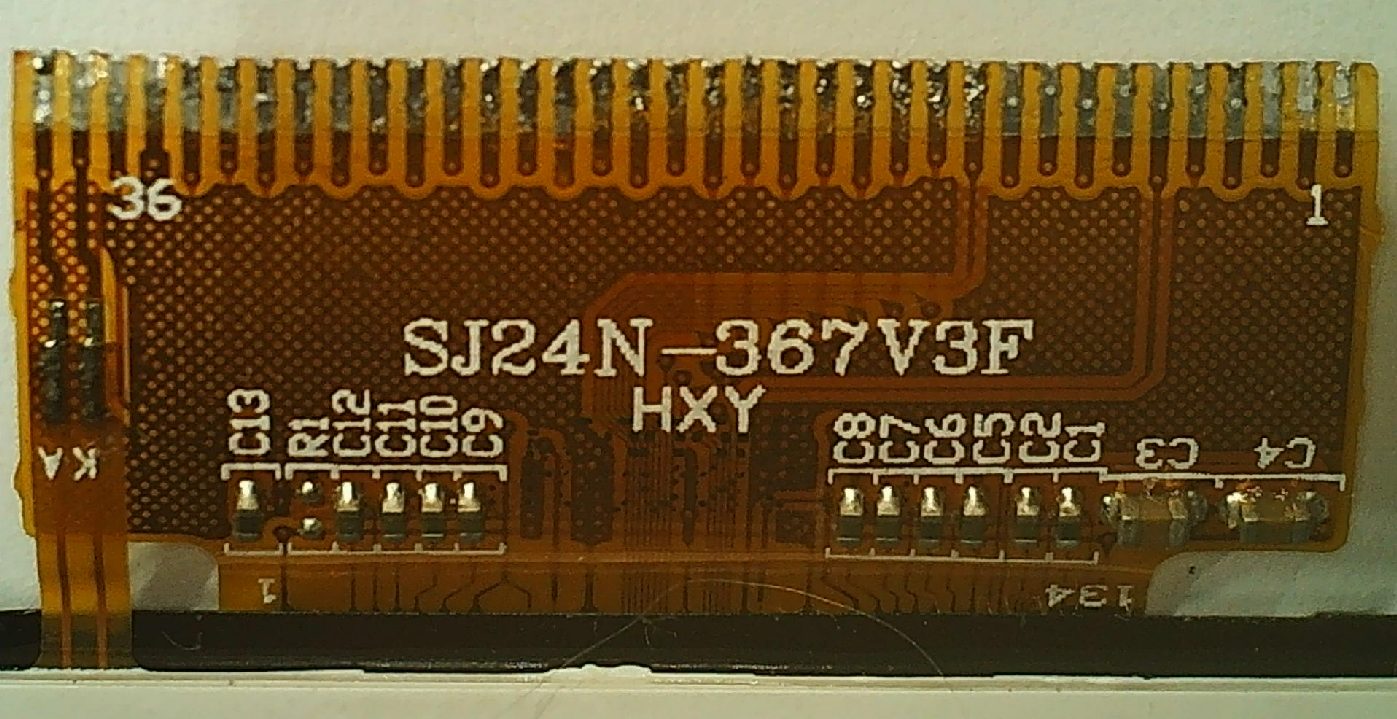 36 1
SJ24N-367V3F
HXY
C13 R1 C12 C11 C10 C9 C8 C7 C6 C5 C2 C1 C3 C4
KA
1 134